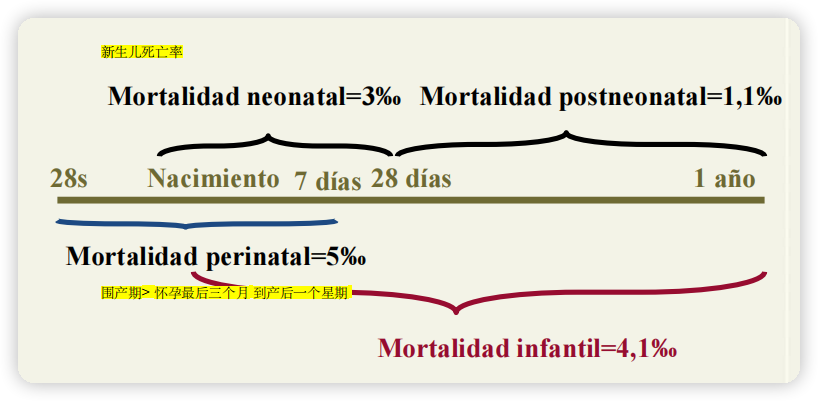 新生儿死亡率
Mortalidad neonatal=3‰ Mortalidad postneonatal=1,1‰
28s Nacimiento 7 días 28 días 1 año
Mortalidad perinatal=5‰
围产期> 怀孕最后三个月 到产后一个星期
Mortalidad infantil=4,1‰